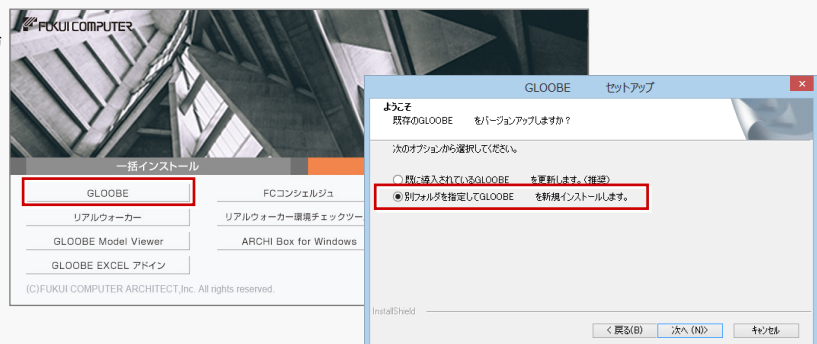 FUKUI COMPUTER
一括インストール
GLOOBE
FCコンシェルジュ
リアルウォーカー
リアルウォーカー環境チェックツー
GLOOBE Model Viewer
ARCHI Box for Windows
GLOOBE EXCEL アドイン
(C)FUKUI COMPUTER ARCHITECT,Inc. All rights reserved.
GLOOBE セットアップ
ようこそ
既存のGLOOBE をバージョンアップしますか？
次のオプションから選択してください。
既に導入されているGLOOBE を更新します。(推奨)
別フォルダを指定してGLOOBE を新規インストールします。
InstallShield
< 戻る(B)
次へ (N)>
キャンセル